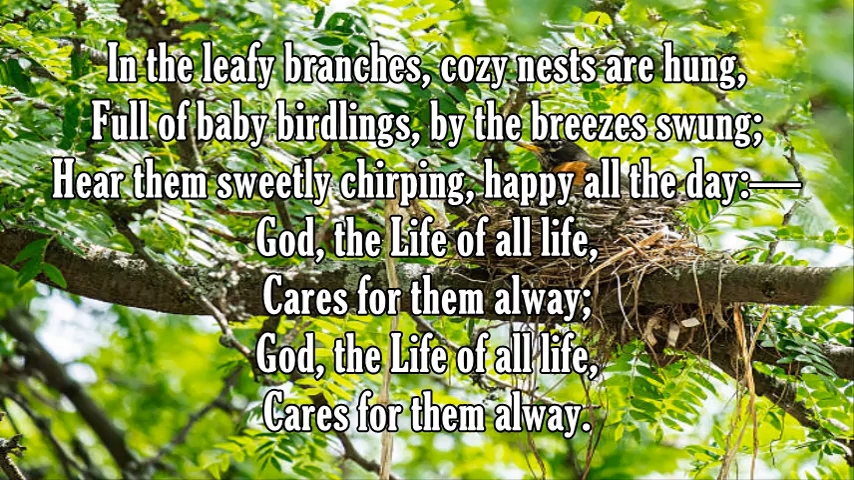 In the leafy branches, cozy nests are hung,
Full of baby birdlings, by the breezes swung;
Hear them sweetly chirping, happy all the day:—
God, the Life of all life,
Cares for them alway;
God, the Life of all life,
Cares for them alway.